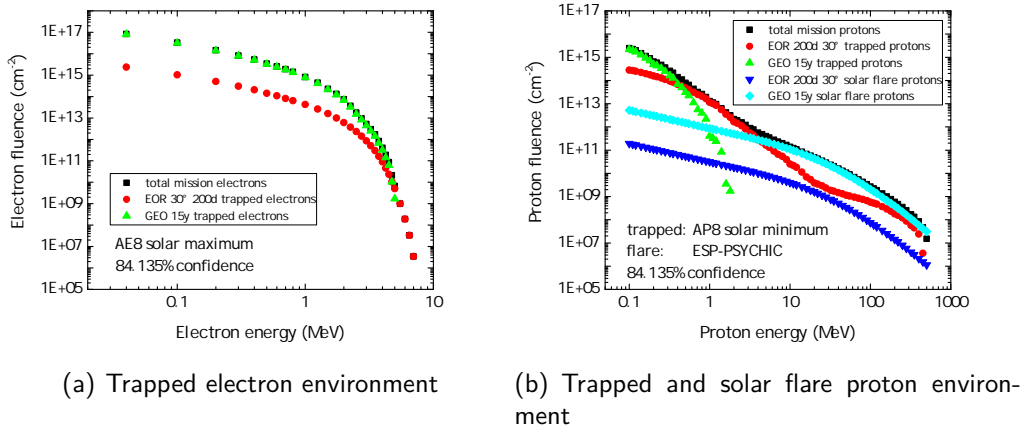 1E+17
1E+15
1E+13
1E+11
1E+09
1E+07
1E+05
Electron fluence (cm-2)
total mission electrons
EOR 30° 200d trapped electrons
GEO 15y trapped electrons
AE8 solar maximum
84.135% confidence
0.1 1 10
Electron energy (MeV)
(a) Trapped electron environment
1E+17
1E+15
1E+13
1E+11
1E+09
1E+07
1E+05
Proton fluence (cm-2)
total mission protons
EOR 200d 30° trapped protons
GEO 15y trapped protons
EOR 200d 30° solar flare protons
GEO 15y solar flare protons
trapped: AP8 solar minimum
flare: ESP-PSYCHIC
84.135% confidence
0.1 1 10 100 1000
Proton energy (MeV)
(b) Trapped and solar flare proton environ-
ment